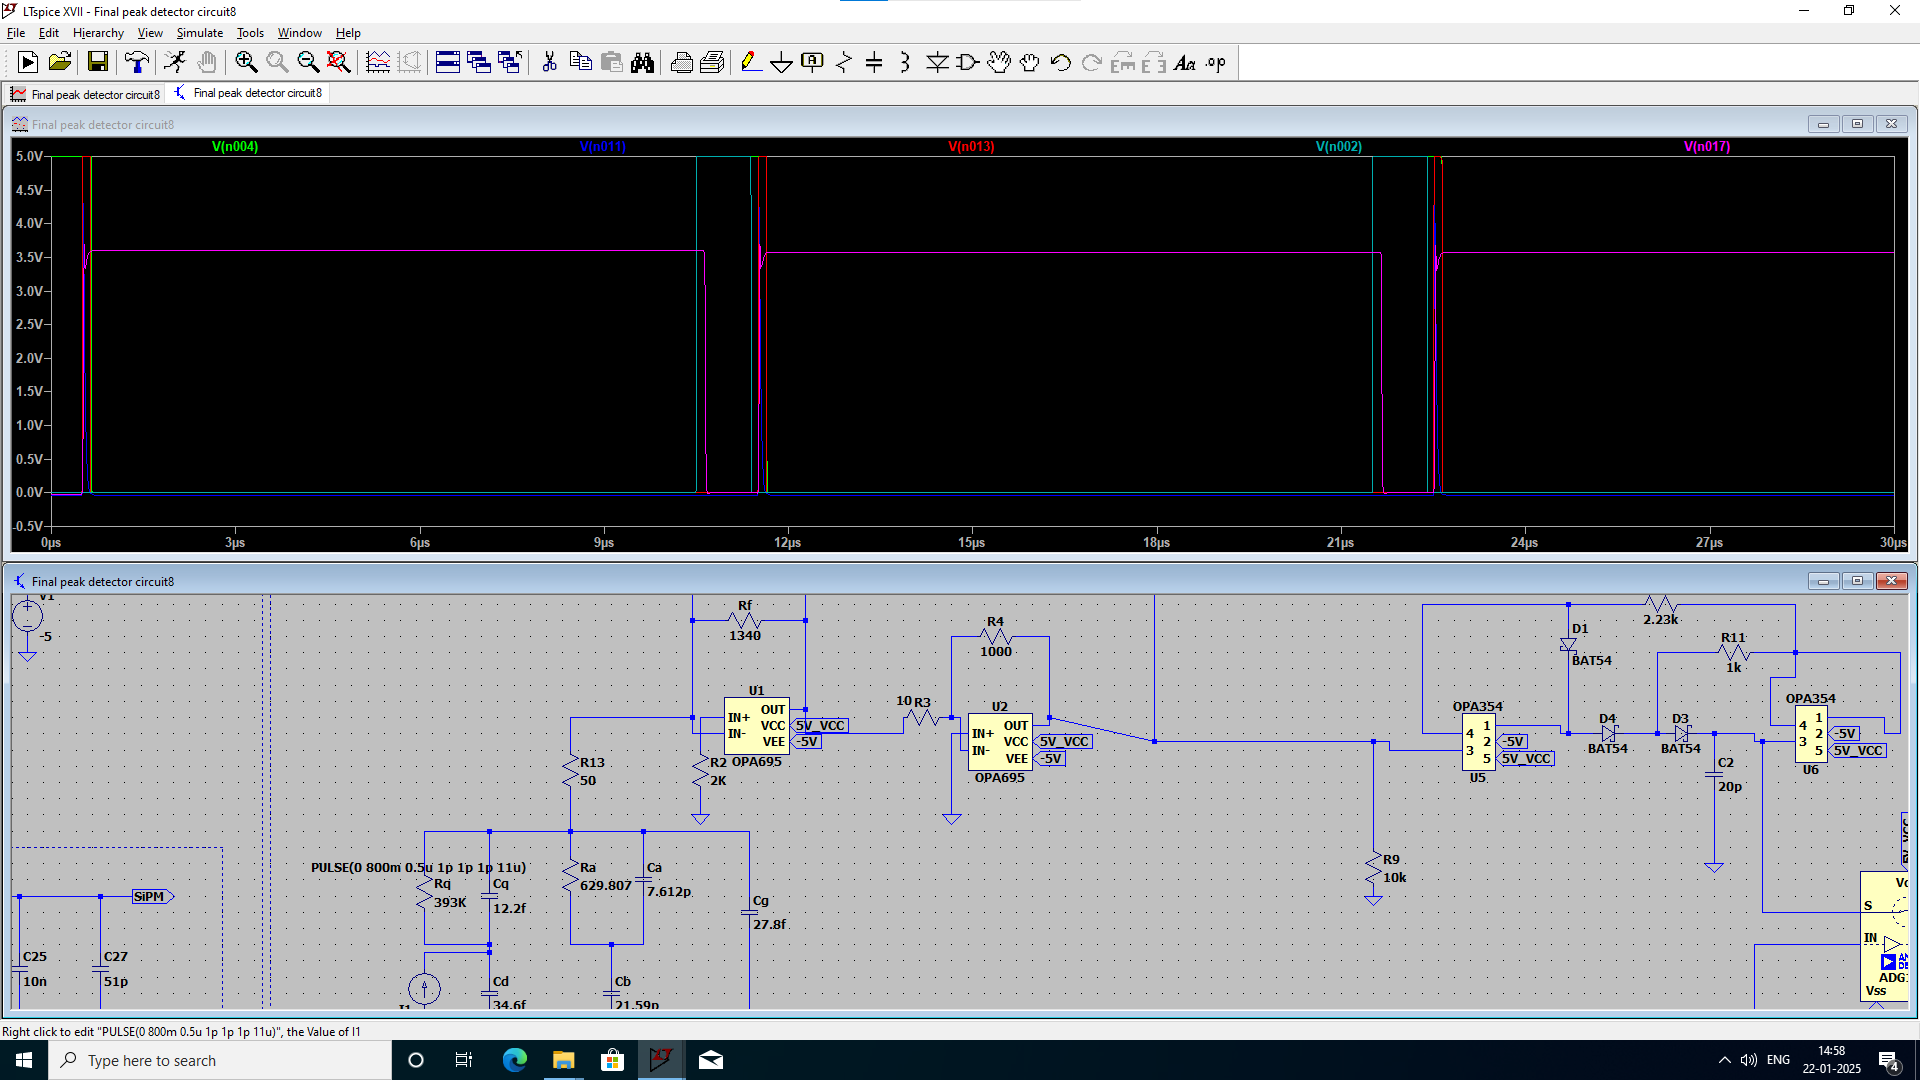 LTspice XVII - Final peak detector circuit8
File Edit Hierarchy View Simulate Tools Window Help
Final peak detector circuit8
Final peak detector circuit8
Final peak detector circuit8
V(n004) V(n011) V(n013) V(n002) V(n017)
5.0V
4.5V
4.0V
3.5V
3.0V
2.5V
2.0V
1.5V
1.0V
0.5V
0.0V
-0.5V
0µs 3µs 6µs 9µs 12µs 15µs 18µs 21µs 24µs 27µs 30µs
Final peak detector circuit8
V1
-5
Rf
1340
R4
1000
U1
IN+
IN-
OUT
VCC
VEE
5V_VCC
-5V
OPA695
R13
50
R2
2K
10 R3
U2
IN+
IN-
OUT
VCC
VEE
5V_VCC
-5V
OPA695
2.23k
D1
BAT54
R11
1k
OPA354
4
3
1
2
5
-5V
5V_VCC
U5
D4
BAT54
D3
BAT54
C2
20p
OPA354
4
3
1
2
5
-5V
5V_VCC
U6
R9
10k
PULSE(0 800m 0.5u 1p 1p 1p 11u)
Rq
393K
Cq
12.2f
Ra
629.807
Ca
7.612p
Cg
27.8f
SiPM
C25
10n
C27
51p
I1
Cd
34.6f
Cb
21.59p
S
IN
Vss
Right click to edit "PULSE(0 800m 0.5u 1p 1p 1p 11u)", the Value of I1
Type here to search
ENG
14:58
22-01-2025
4